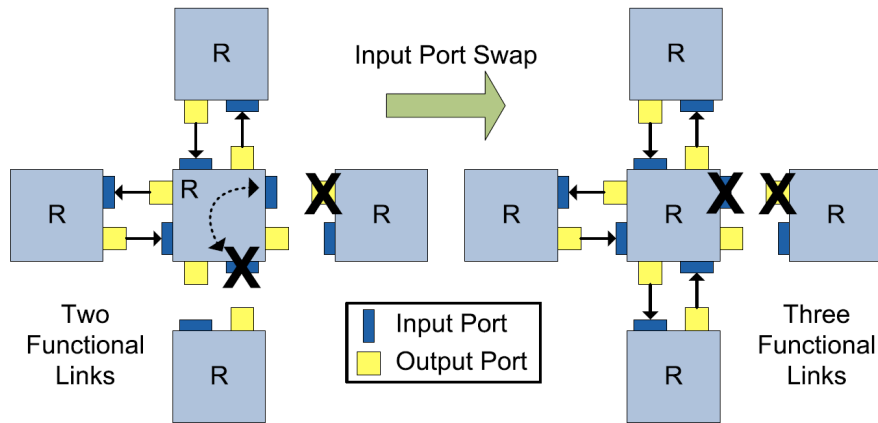 R
R
Input Port Swap
R
R
R
R
R
R
X
X
X
X
R
R
Two
Functional
Links
Input Port
Output Port
Three
Functional
Links